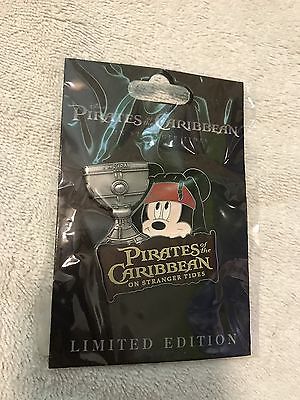 PIRATES of the CARIBBEAN
PIRATES of the
CARIBBEAN
ON STRANGER TIDES
LIMITED EDITION